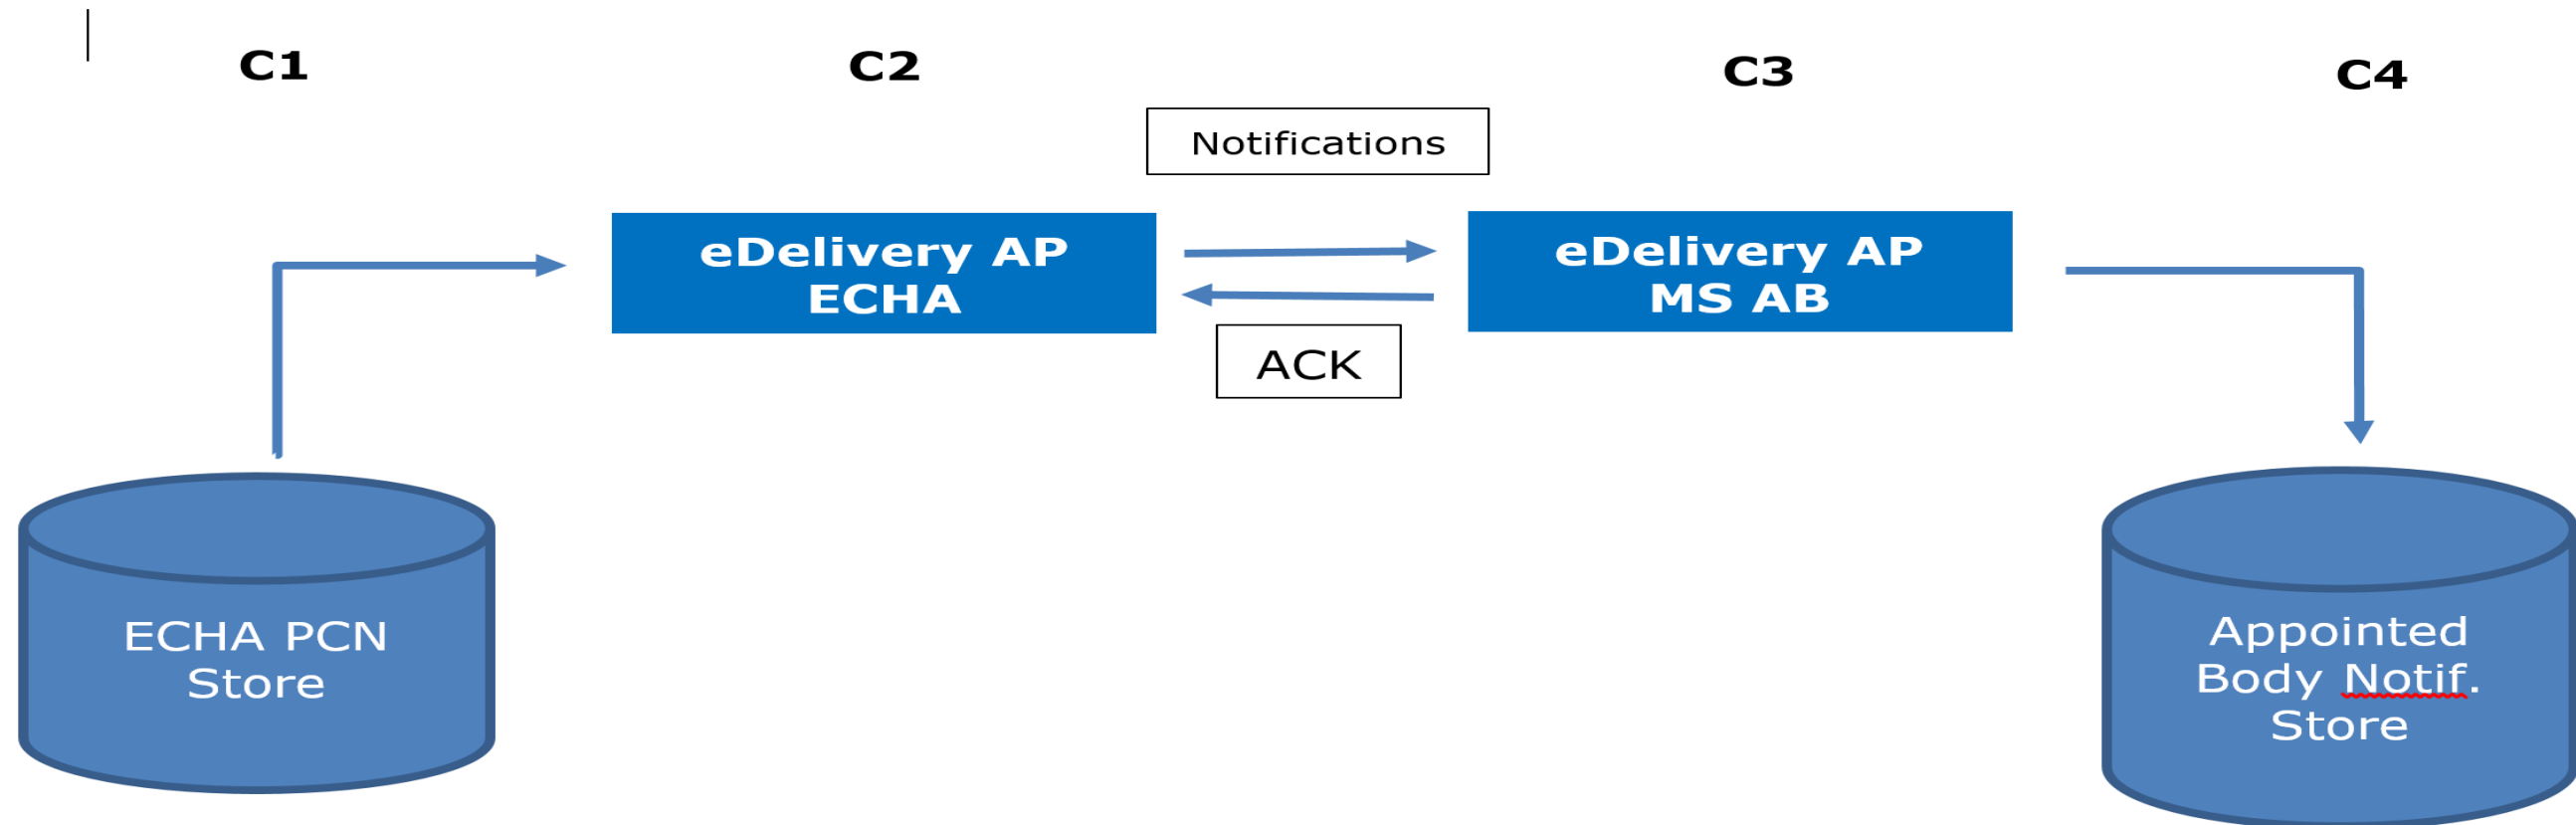 C1
C2
C3
C4
Notifications
eDelivery AP
ECHA
eDelivery AP
MS AB
ACK
ECHA PCN
Store
Appointed
Body Notif.
Store